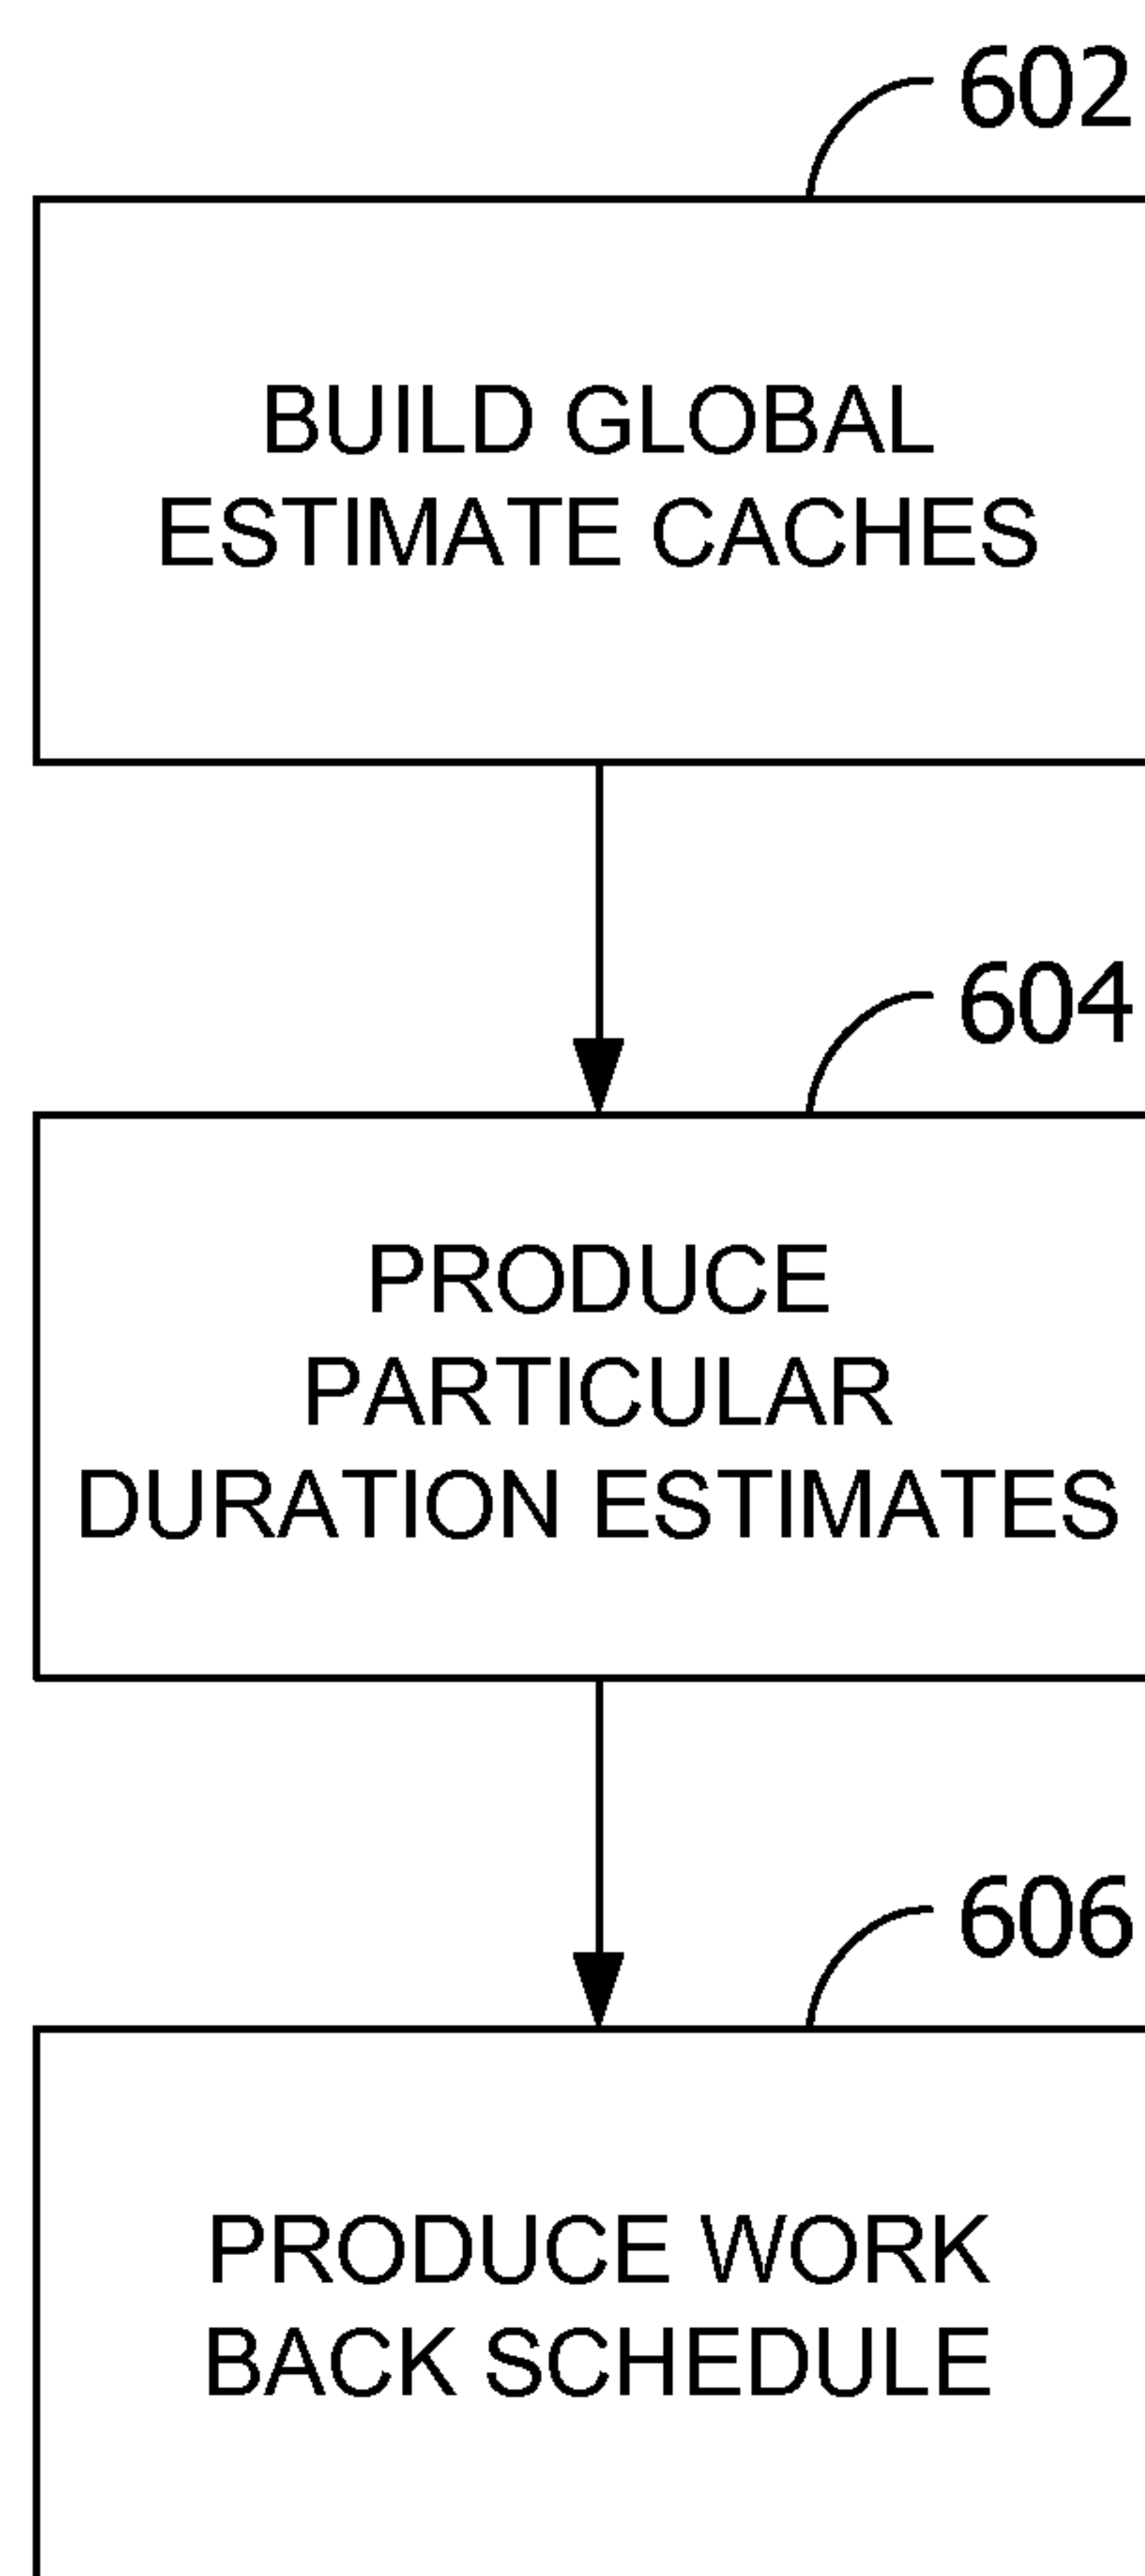 602
BUILD GLOBAL
ESTIMATE CACHES
604
PRODUCE
PARTICULAR
DURATION ESTIMATES
606
PRODUCE WORK
BACK SCHEDULE